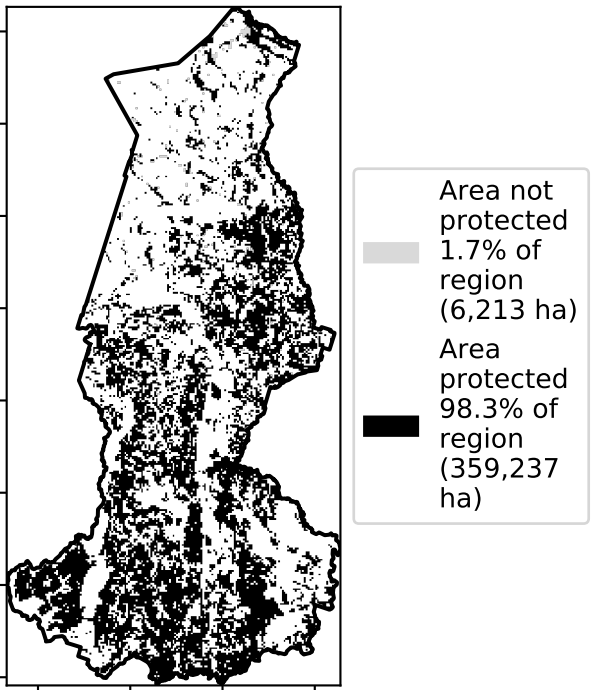 Area not
protected
1.7% of
region
(6,213 ha)
Area
protected
98.3% of
region
(359,237
ha)